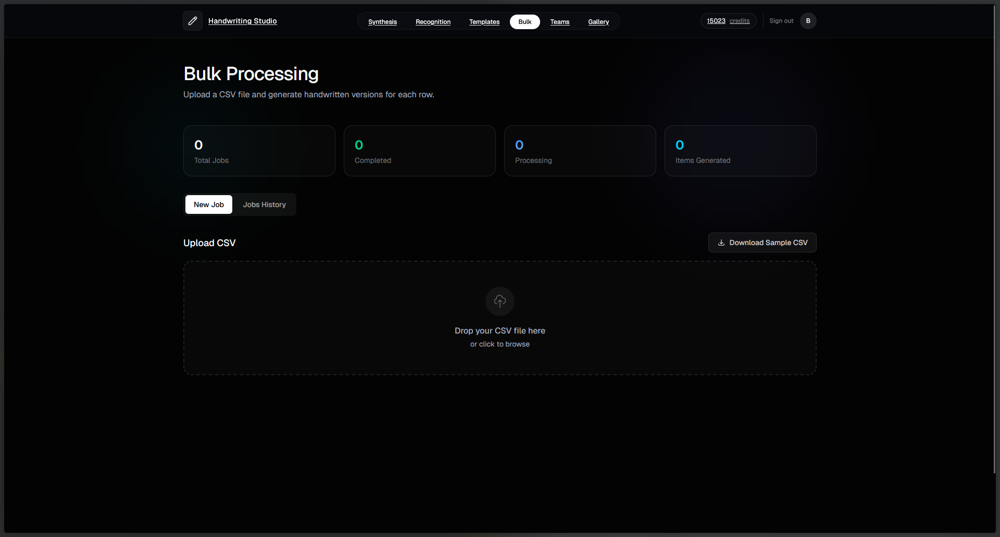 Handwriting Studio
Synthesis Recognition Templates Bulk Teams Gallery
15023 credits Sign out B
Bulk Processing
Upload a CSV file and generate handwritten versions for each row.
0 0 0 0
Total Jobs Completed Processing Items Generated
New Job Jobs History
Upload CSV Download Sample CSV
Drop your CSV file here
or click to browse